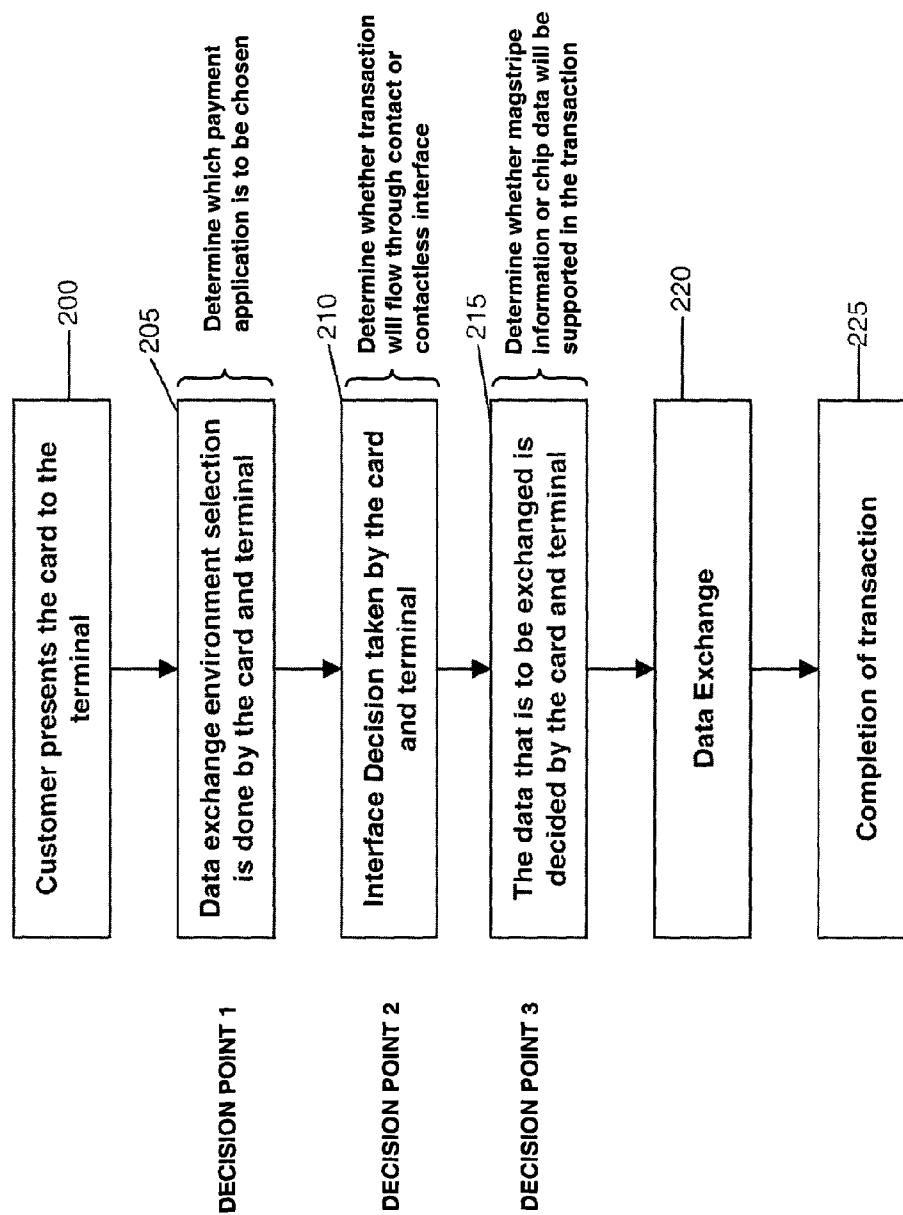 Customer presents the card to the
terminal
200
DECISION POINT 1
Data exchange environment selection
is done by the card and terminal
205
Determine which payment
application is to be chosen
DECISION POINT 2
Interface Decision taken by the card
and terminal
210
Determine whether transaction
will flow through contact or
contactless interface
DECISION POINT 3
The data that is to be exchanged is
decided by the card and terminal
215
Determine whether magstripe
information or chip data will be
supported in the transaction
Data Exchange
220
Completion of transaction
225